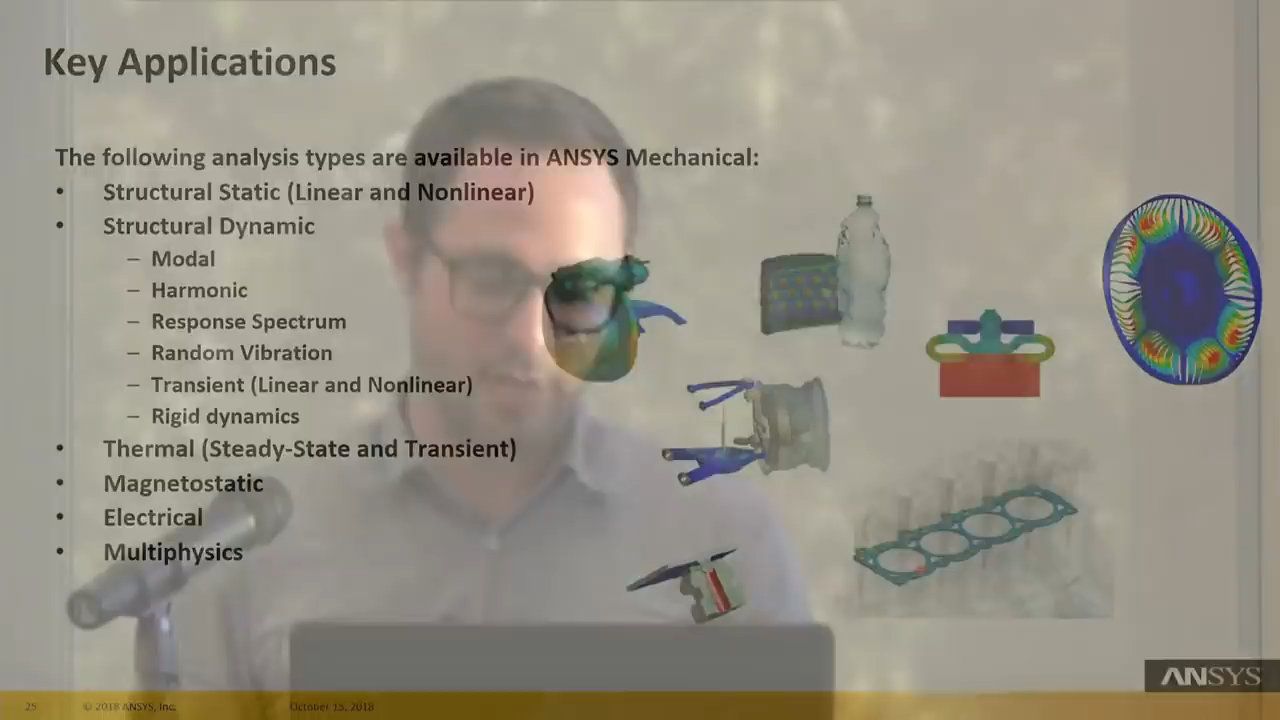 Key Applications
The following analysis types are available in ANSYS Mechanical:
• Structural Static (Linear and Nonlinear)
• Structural Dynamic
– Modal
– Harmonic
– Response Spectrum
– Random Vibration
– Transient (Linear and Nonlinear)
– Rigid dynamics
• Thermal (Steady-State and Transient)
• Magnetostatic
• Electrical
• Multiphysics
ANSYS
25 © 2018 ANSYS, Inc. October 15, 2018